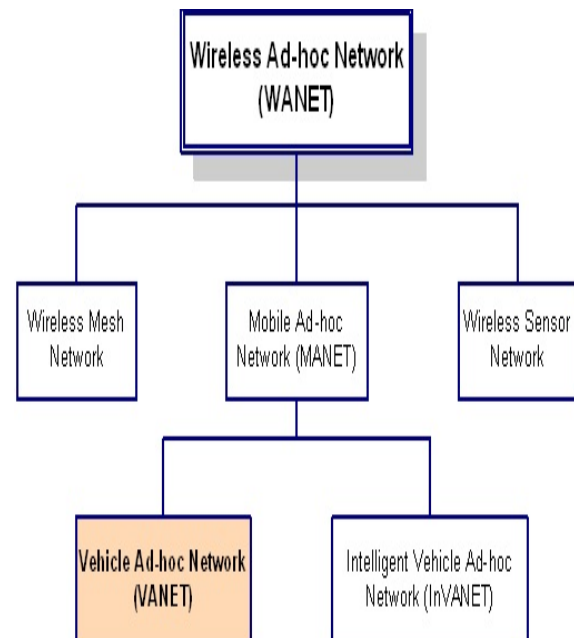 Wireless Ad-hoc Network
(WANET)
Wireless Mesh
Network
Mobile Ad-hoc
Network (MANET)
Wireless Sensor
Network
Vehicle Ad-hoc Network
(VANET)
Intelligent Vehicle Ad-hoc
Network (InVANET)